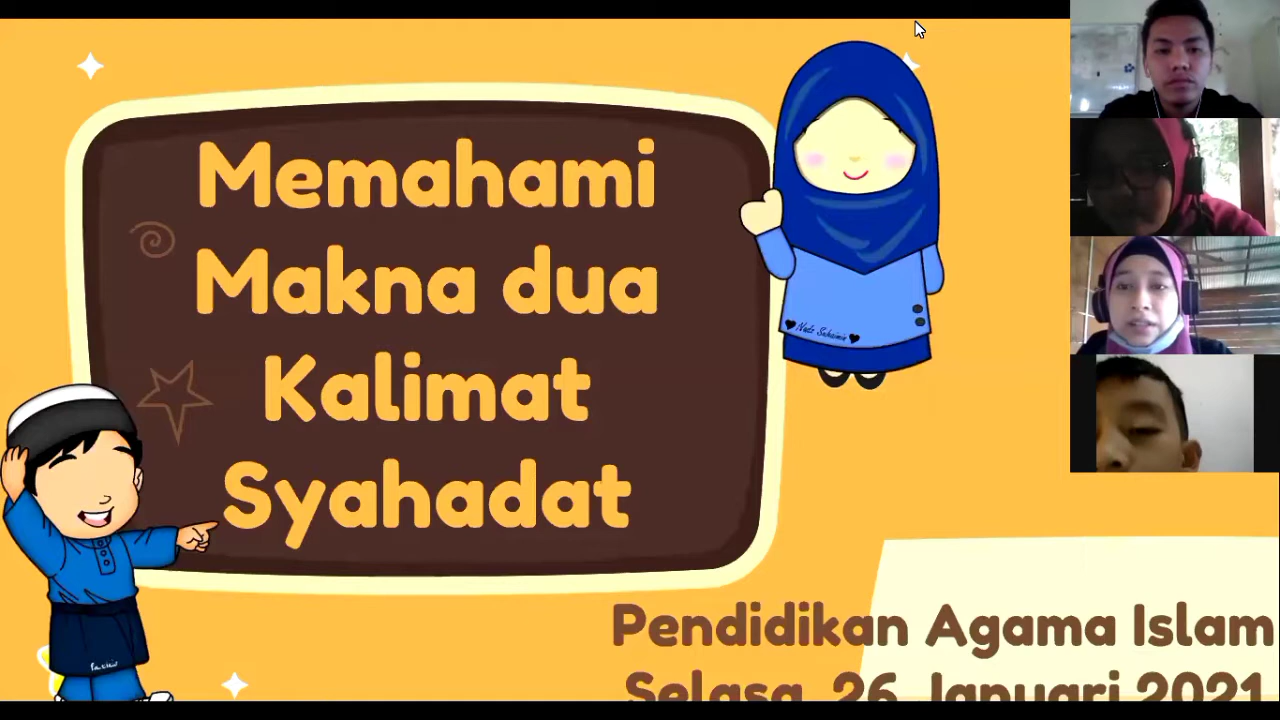 Memahami
Makna dua
Kalimat
Syahadat
Pendidikan Agama Islam
Selasa, 26 Januari 2021